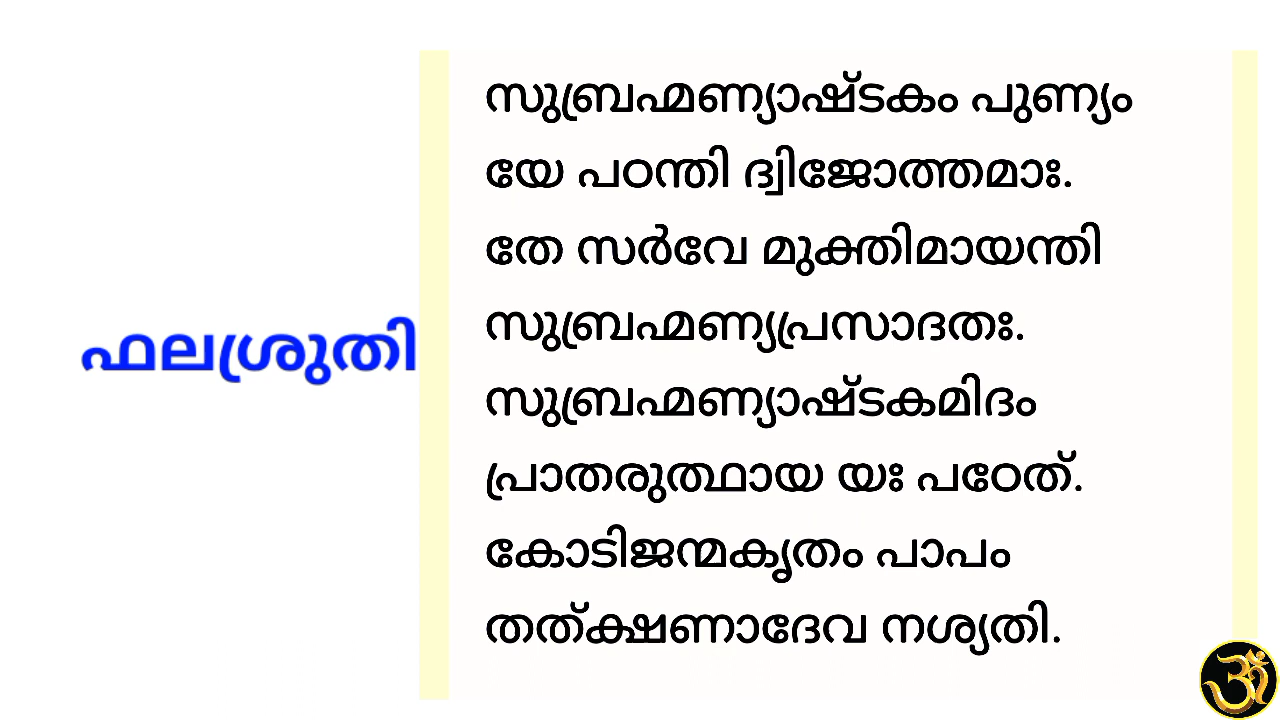 ഫലശ്രുതി
സുബ്രഹ്മണ്യാഷ്ടകം പുണ്യം
യേ പഠന്തി ദ്വിജോത്തമാഃ.
തേ സർവേ മുക്തിമായന്തി
സുബ്രഹ്മണ്യപ്രസാദതഃ.
സുബ്രഹ്മണ്യാഷ്ടകമിദം
പ്രാതരുത്ഥായ യഃ പഠേത്.
കോടിജന്മകൃതം പാപം
തത്ക്ഷണാദേവ നശ്യതി.
ॐ